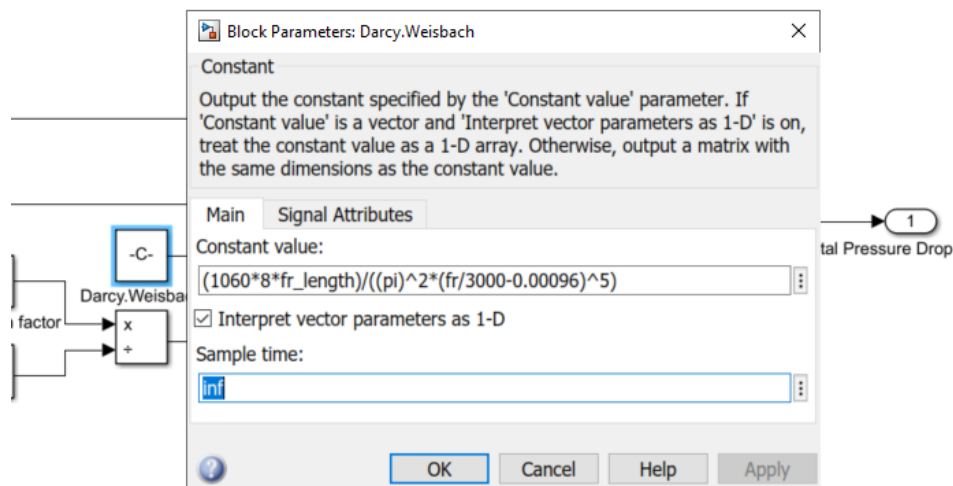 Block Parameters: Darcy.Weisbach
Constant
Output the constant specified by the 'Constant value' parameter. If
'Constant value' is a vector and 'Interpret vector parameters as 1-D' is on,
treat the constant value as a 1-D array. Otherwise, output a matrix with
the same dimensions as the constant value.
Main
Signal Attributes
Constant value:
(1060*8*fr_length)/((pi)^2*(fr/3000-0.00096)^5)
Interpret vector parameters as 1-D
Sample time:
inf
OK
Cancel
Help
Apply
-C-
Darcy.Weisba
factor
x
÷
1
tal Pressure Drop